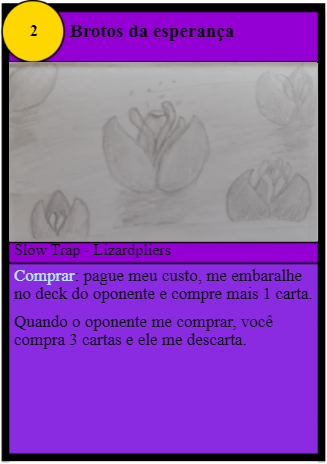 2
Brotos da esperança
Slow Trap - Lizardpliers
Comprar: pague meu custo, me embaralhe
no deck do oponente e compre mais 1 carta.
Quando o oponente me comprar, você
compra 3 cartas e ele me descarta.